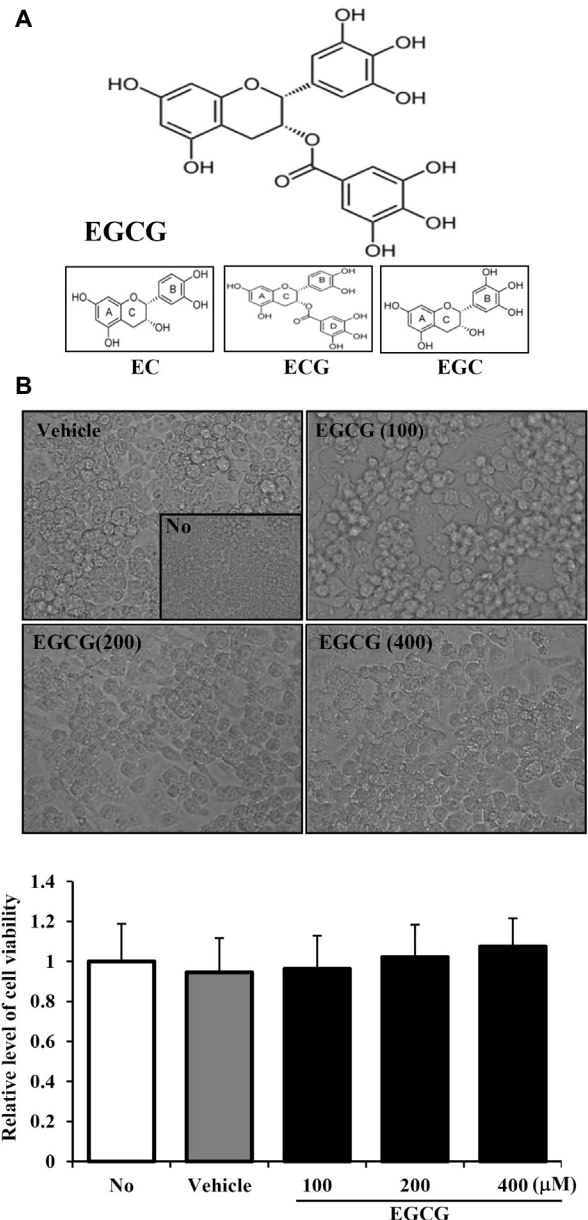 A
OH
OH
HO
O
OH
O
OH
O
OH
OH
OH
EGCG
OH
B
HO
O
OH
A
C
OH
OH
EC
OH
B
HO
O
OH
A
C
O
OH
O
OH
D
OH
OH
ECG
OH
OH
B
HO
O
OH
A
C
OH
OH
EGC
B
Vehicle
No
EGCG (100)
EGCG(200)
EGCG (400)
Relative level of cell viability
1.4
1.2
1
0.8
0.6
0.4
0.2
0
No Vehicle 100 200 400 (μM)
EGCG